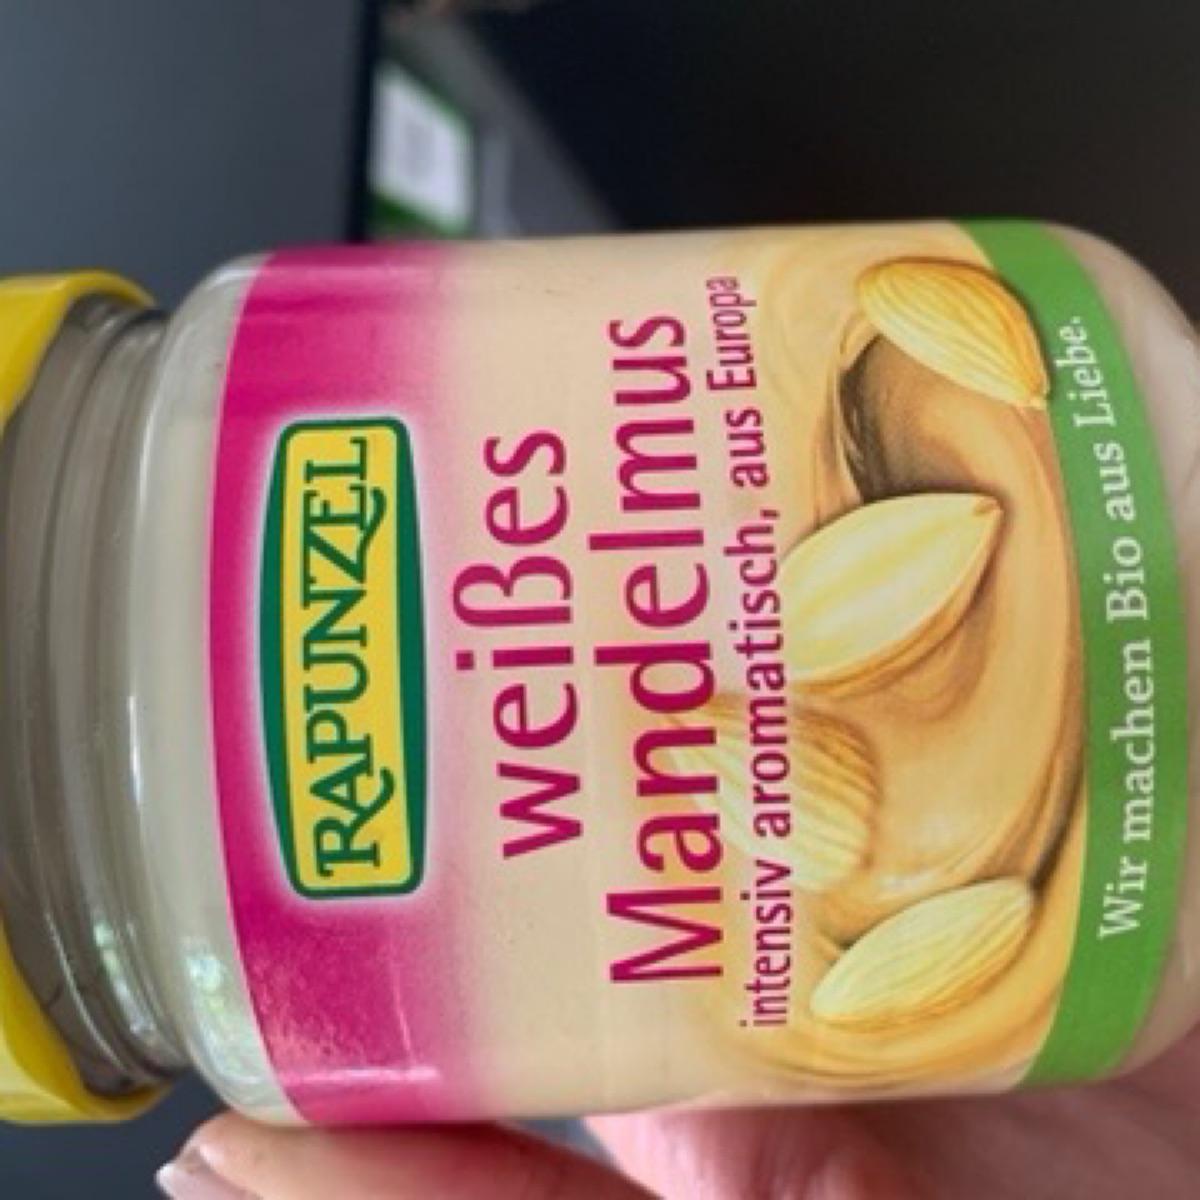 RAPUNZEL
weißes
Mandelmus
intensiv aromatisch, aus Europa
Wir machen Bio aus Liebe.